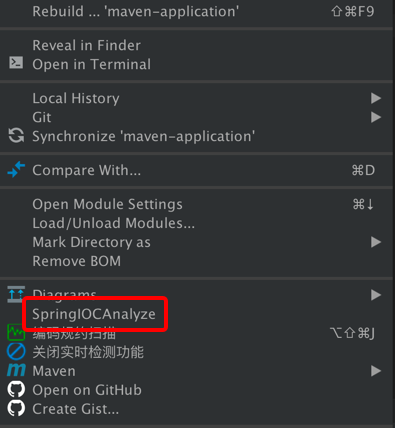 Rebuild ... 'maven-application' ⇧⌘F9
Reveal in Finder
Open in Terminal
Local History
Git
Synchronize 'maven-application'
Compare With... ⌘D
Open Module Settings ⌘↓
Load/Unload Modules...
Mark Directory as
Remove BOM
Diagrams
SpringIOCAnalyze
编码规约扫描 ⌥⇧⌘J
关闭实时检测功能
Maven
Open on GitHub
Create Gist...